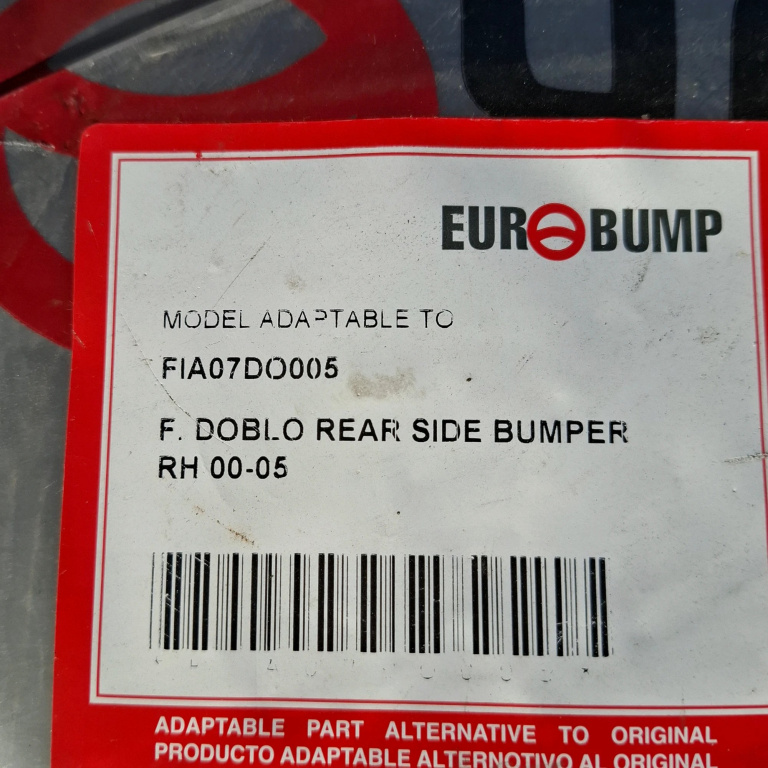 EUROBUMP
MODEL ADAPTABLE TO
FIA07DO005
F. DOBLO REAR SIDE BUMPER
RH 00-05
ADAPTABLE PART ALTERNATIVE TO ORIGINAL
PRODUCTO ADAPTABLE ALTERNOTIVO AL ORIGINAL